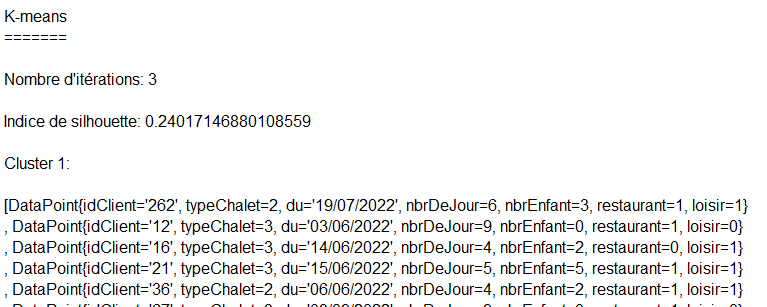 K-means
=======
Nombre d'itérations: 3
Indice de silhouette: 0.24017146880108559
Cluster 1:
[DataPoint{idClient='262', typeChalet=2, du='19/07/2022', nbrDeJour=6, nbrEnfant=3, restaurant=1, loisir=1}
, DataPoint{idClient='12', typeChalet=3, du='03/06/2022', nbrDeJour=9, nbrEnfant=0, restaurant=1, loisir=0}
, DataPoint{idClient='16', typeChalet=3, du='14/06/2022', nbrDeJour=4, nbrEnfant=2, restaurant=0, loisir=1}
, DataPoint{idClient='21', typeChalet=3, du='15/06/2022', nbrDeJour=5, nbrEnfant=5, restaurant=1, loisir=1}
, DataPoint{idClient='36', typeChalet=2, du='06/06/2022', nbrDeJour=4, nbrEnfant=2, restaurant=1, loisir=1}